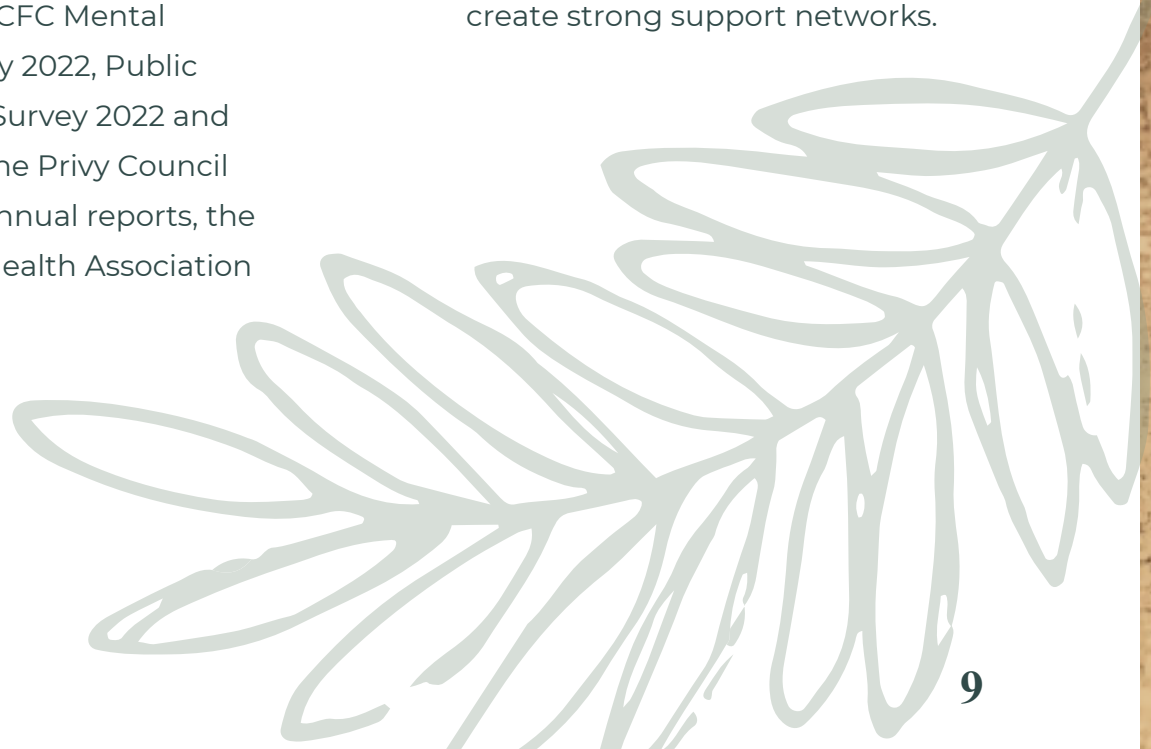 CFC Mental
y 2022, Public
Survey 2022 and
he Privy Council
nnual reports, the
ealth Association
create strong support networks.
9